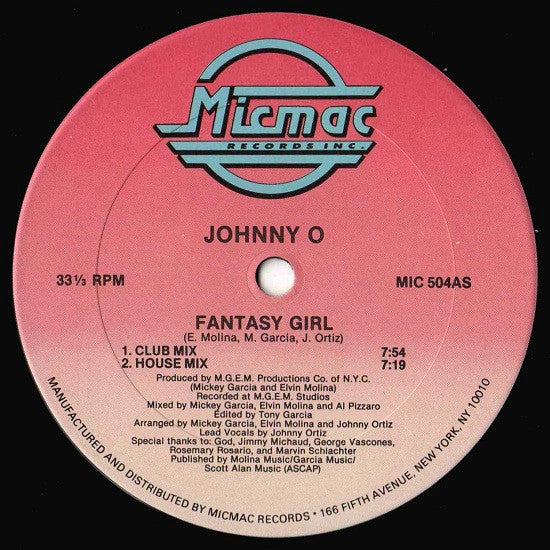 Micmac
RECORDS INC.
JOHNNY O
33⅓ RPM
MIC 504AS
FANTASY GIRL
(E. Molina, M. Garcia, J. Ortiz)
1. CLUB MIX 7:54
2. HOUSE MIX 7:19
Produced by M.G.E.M. Productions Co. of N.Y.C.
(Mickey Garcia and Elvin Molina)
Recorded at M.G.E.M. Studios
Mixed by Mickey Garcia, Elvin Molina and Al Pizzaro
Edited by Tony Garcia
Arranged by Mickey Garcia, Elvin Molina and Johnny Ortiz
Lead Vocals by Johnny Ortiz
Special thanks to: God, Jimmy Michaud, George Vascones,
Rosemary Rosario, and Marvin Schlachter
Published by Molina Music/Garcia Music/
Scott Alan Music (ASCAP)
MANUFACTURED AND DISTRIBUTED BY MICMAC RECORDS • 166 FIFTH AVENUE, NEW YORK, NY 10010